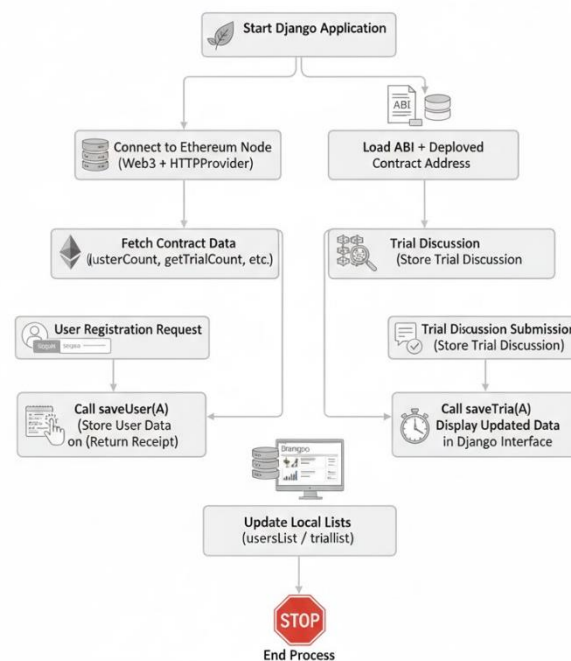 Start Django Application
ABI
Connect to Ethereum Node
(Web3 + HTTPProvider)
Load ABI + Deploved
Contract Address
Fetch Contract Data
(usterCount, getTrialCount, etc.)
Trial Discussion
(Store Trial Discussion
User Registration Request
Trial Discussion Submission
(Store Trial Discussion)
Call saveUser(A)
(Store User Data
on (Return Receipt)
Call saveTria(A)
Display Updated Data
in Django Interface
Update Local Lists
(usersList / triallist)
STOP
End Process